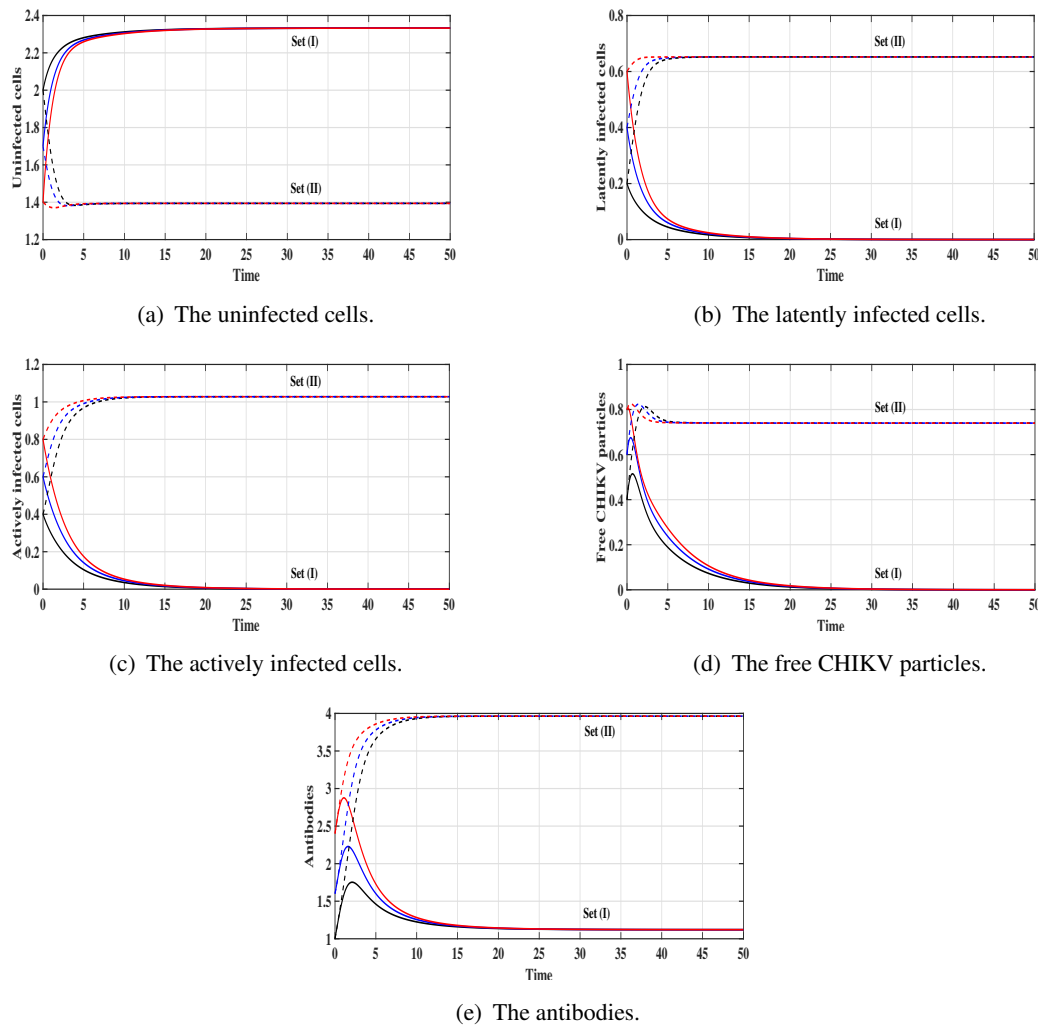 2.4
2.2
2
1.8
1.6
1.4
1.2
Uninfected cells
Set (I)
Set (II)
0 5 10 15 20 25 30 35 40 45 50
Time
(a) The uninfected cells.
0.8
0.6
0.4
0.2
0
Latently infected cells
Set (II)
Set (I)
0 5 10 15 20 25 30 35 40 45 50
Time
(b) The latently infected cells.
1.2
1
0.8
0.6
0.4
0.2
0
Actively infected cells
Set (II)
Set (I)
0 5 10 15 20 25 30 35 40 45 50
Time
(c) The actively infected cells.
1
0.8
0.6
0.4
0.2
0
Free CHIKV particles
Set (II)
Set (I)
0 5 10 15 20 25 30 35 40 45 50
Time
(d) The free CHIKV particles.
4
3.5
3
2.5
2
1.5
1
Antibodies
Set (II)
Set (I)
0 5 10 15 20 25 30 35 40 45 50
Time
(e) The antibodies.